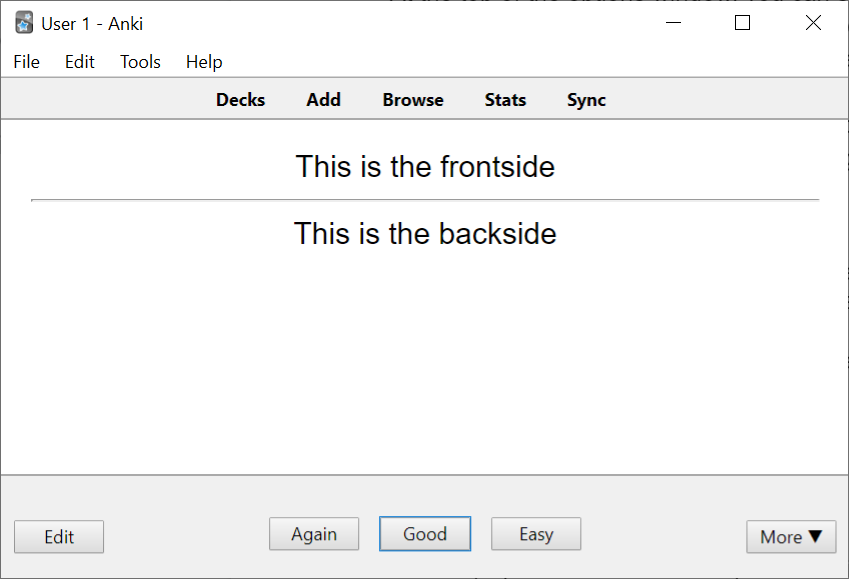 User 1 - Anki
File Edit Tools Help
Decks Add Browse Stats Sync
This is the frontside
This is the backside
Edit Again Good Easy More ▼